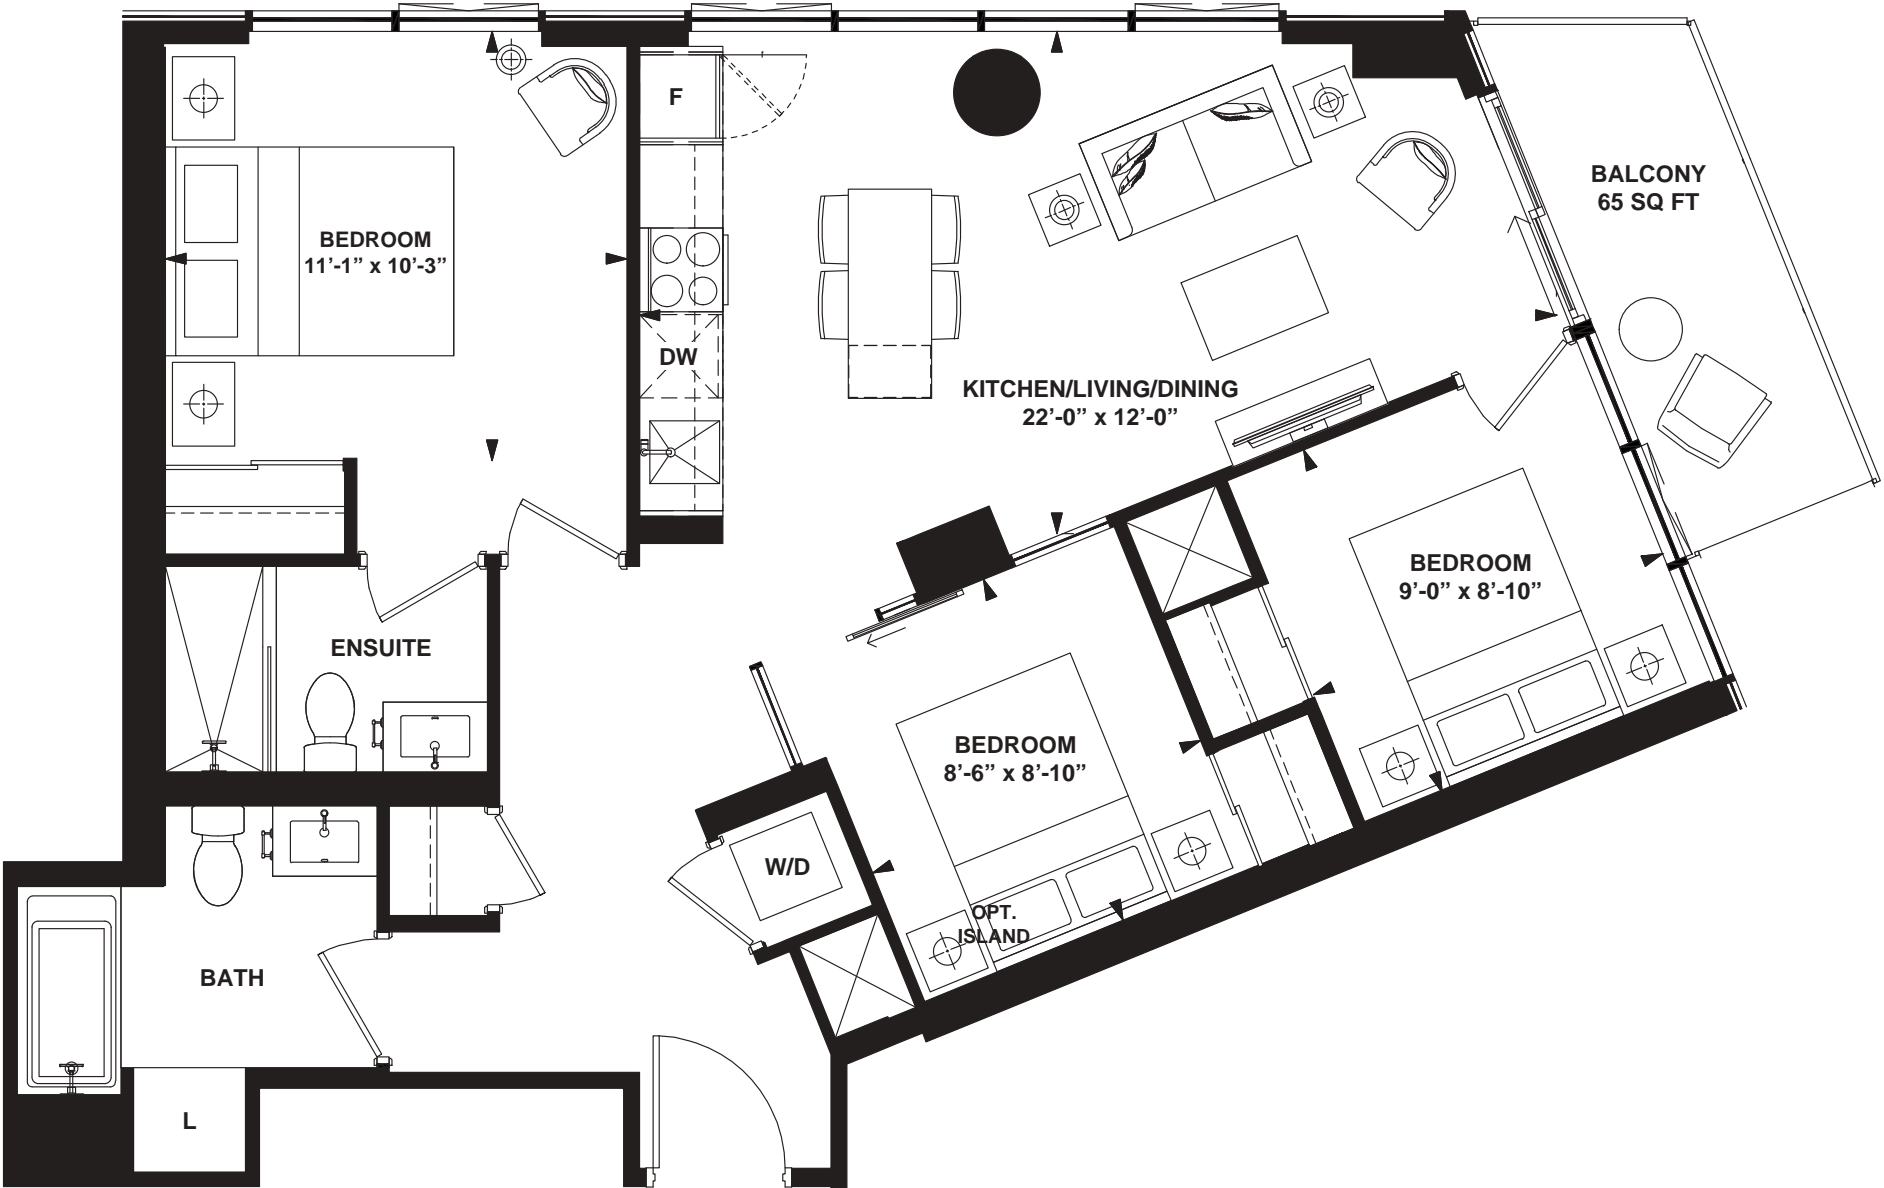 F
BALCONY
65 SQ FT
BEDROOM
11’-1” x 10’-3”
DW
KITCHEN/LIVING/DINING
22’-0” x 12’-0”
BEDROOM
9’-0” x 8’-10”
ENSUITE
BEDROOM
8’-6” x 8’-10”
W/D
OPT.
ISLAND
BATH
L